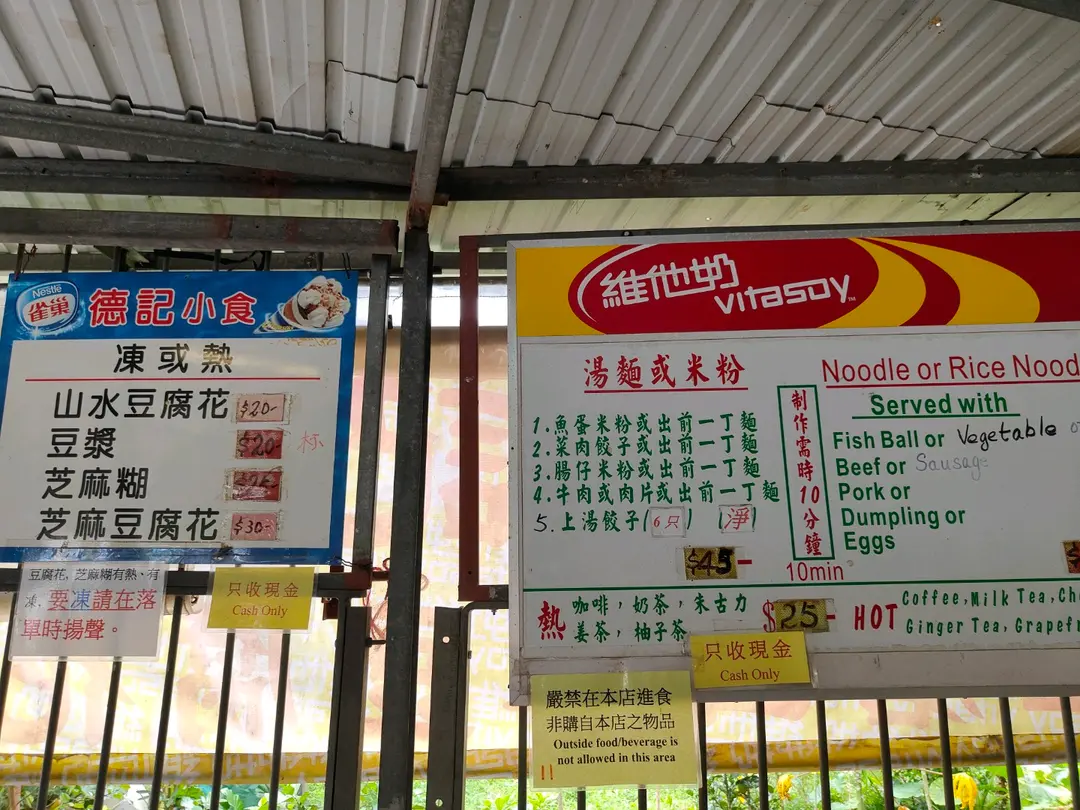 Nestlé
雀巢
德記小食
凍或熱
山水豆腐花 $20-
豆漿 $20- 杯
芝麻糊
芝麻豆腐花 $30-
豆腐花, 芝麻糊有熱, 有
凍, 要凍請在落
單時揚聲。
只收現金
Cash Only
維他奶
vitasoy™
湯麵或米粉
1.魚蛋米粉或出前一丁麵
2.菜肉餃子或出前一丁麵
3.腸仔米粉或出前一丁麵
4.牛肉或肉片或出前一丁麵
5.上湯餃子(6只) (淨)
$45-
制作需時10分鐘
10min
Noodle or Rice Nood
Served with
Fish Ball or Vegetable o
Beef or Sausage
Pork or
Dumpling or
Eggs
$
熱
咖啡，奶茶，朱古力
姜茶，柚子茶
$25-
HOT
Coffee,Milk Tea,Cho
Ginger Tea,Grapefr
只收現金
Cash Only
嚴禁在本店進食
非購自本店之物品
Outside food/beverage is
not allowed in this area